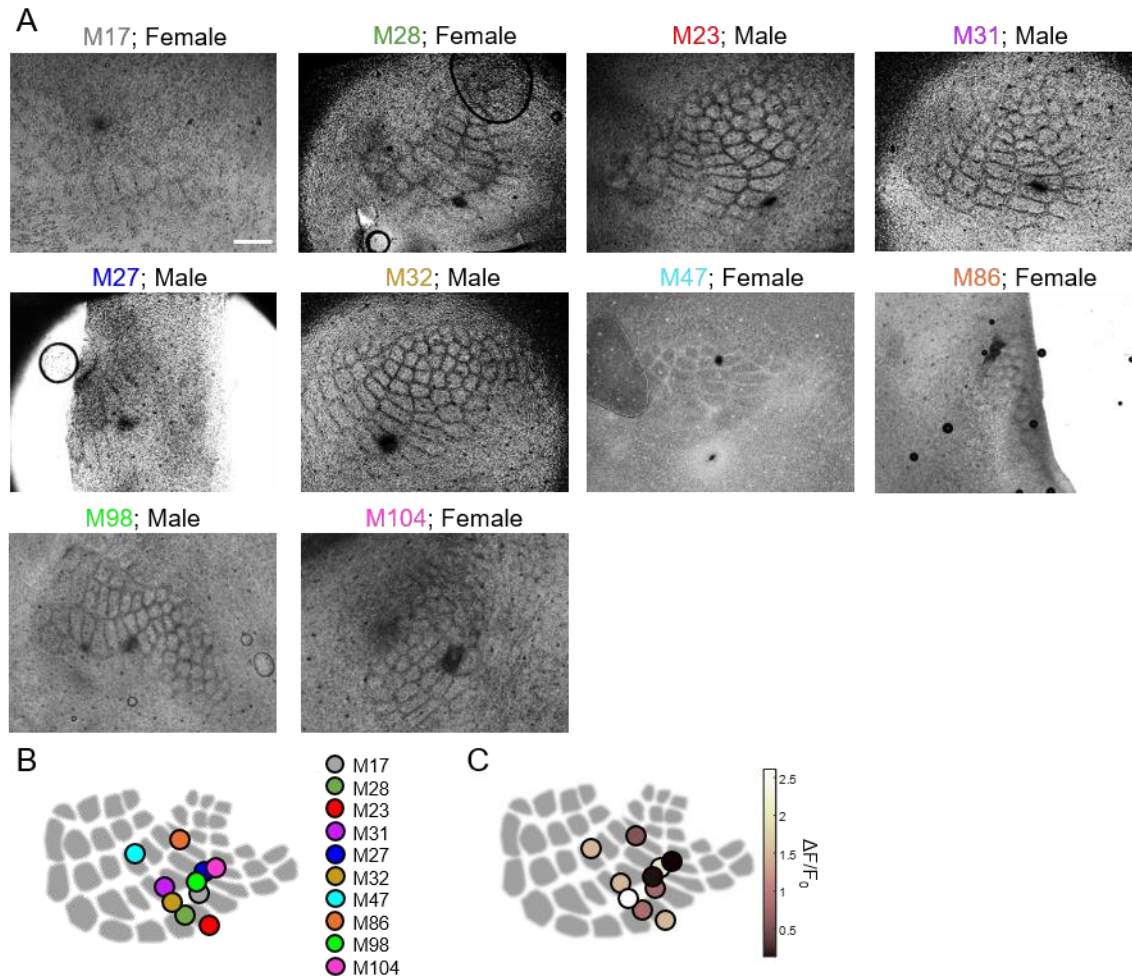 A
M17; Female
M28; Female
M23; Male
M31; Male
M27; Male
M32; Male
M47; Female
M86; Female
M98; Male
M104; Female
B
M17
M28
M23
M31
M27
M32
M47
M86
M98
M104
C
2.5
2
1.5
1
0.5
ΔF/F₀